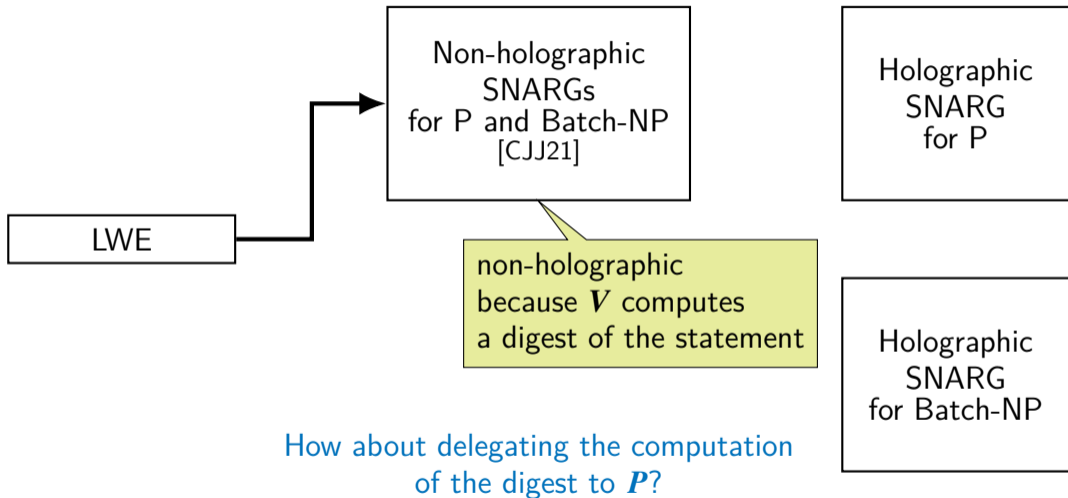 Non-holographic
SNARGs
for P and Batch-NP
[CJJ21]
Holographic
SNARG
for P
LWE
non-holographic
because V computes
a digest of the statement
Holographic
SNARG
for Batch-NP
How about delegating the computation
of the digest to P?